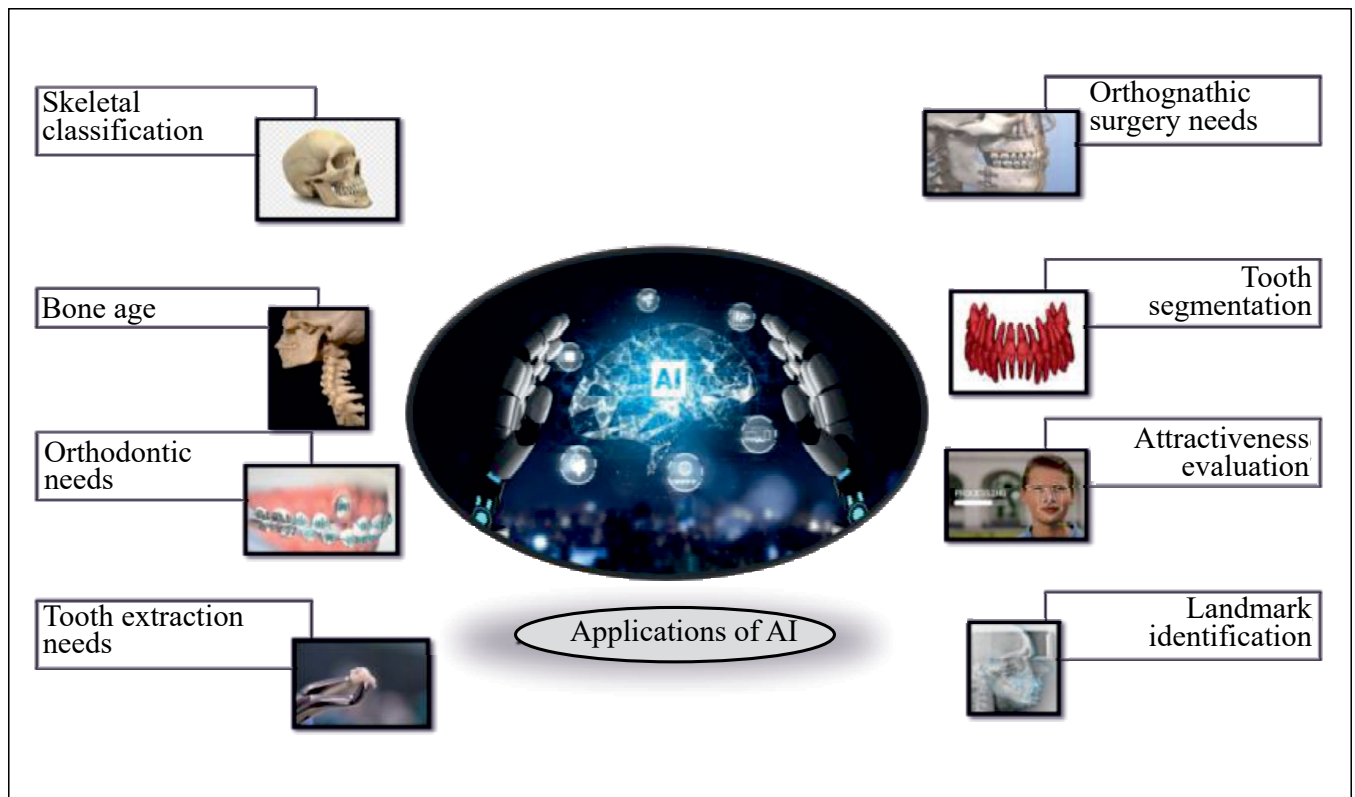 Skeletal
classification
Bone age
Orthodontic
needs
Tooth extraction
needs
AI
Applications of AI
Orthognathic
surgery needs
Tooth
segmentation
Attractiveness
evaluation
PROCESSING
Landmark
identification